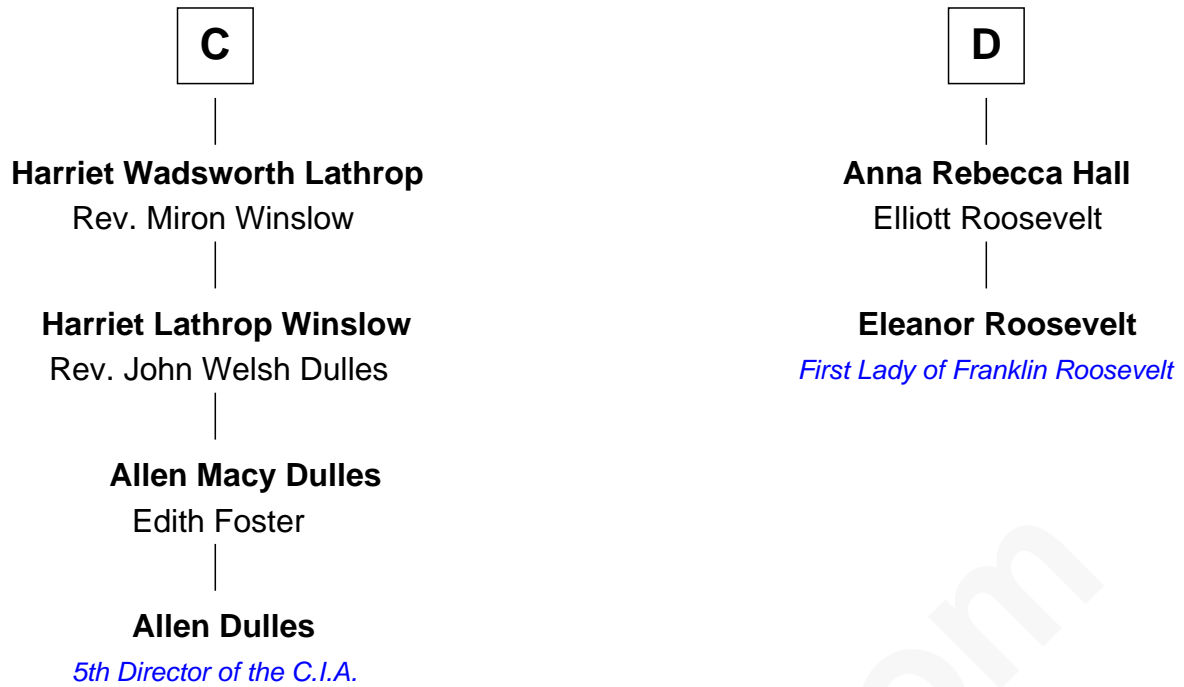 C
Harriet Wadsworth Lathrop
Rev. Miron Winslow
Harriet Lathrop Winslow
Rev. John Welsh Dulles
Allen Macy Dulles
Edith Foster
Allen Dulles
5th Director of the C.I.A.
D
Anna Rebecca Hall
Elliott Roosevelt
Eleanor Roosevelt
First Lady of Franklin Roosevelt
om